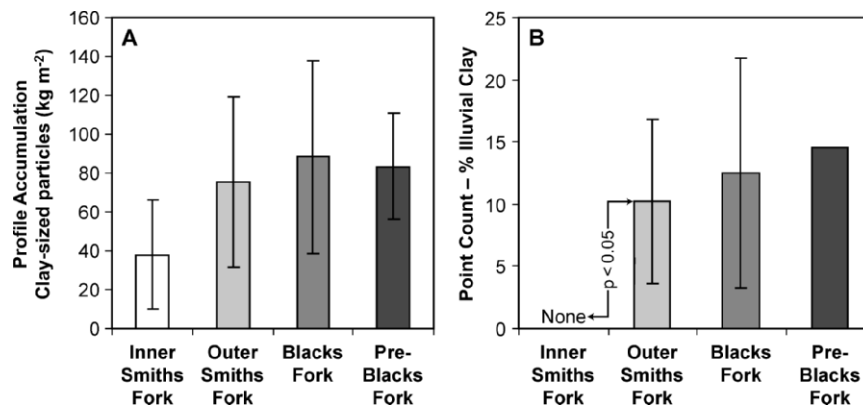 A
Profile Accumulation
Clay-sized particles (kg m-2)
160
140
120
100
80
60
40
20
0
Inner
Smiths
Fork
Outer
Smiths
Fork
Blacks
Fork
Pre-
Blacks
Fork
B
Point Count – % Illuvial Clay
25
20
15
10
5
0
None
p < 0.05
Inner
Smiths
Fork
Outer
Smiths
Fork
Blacks
Fork
Pre-
Blacks
Fork